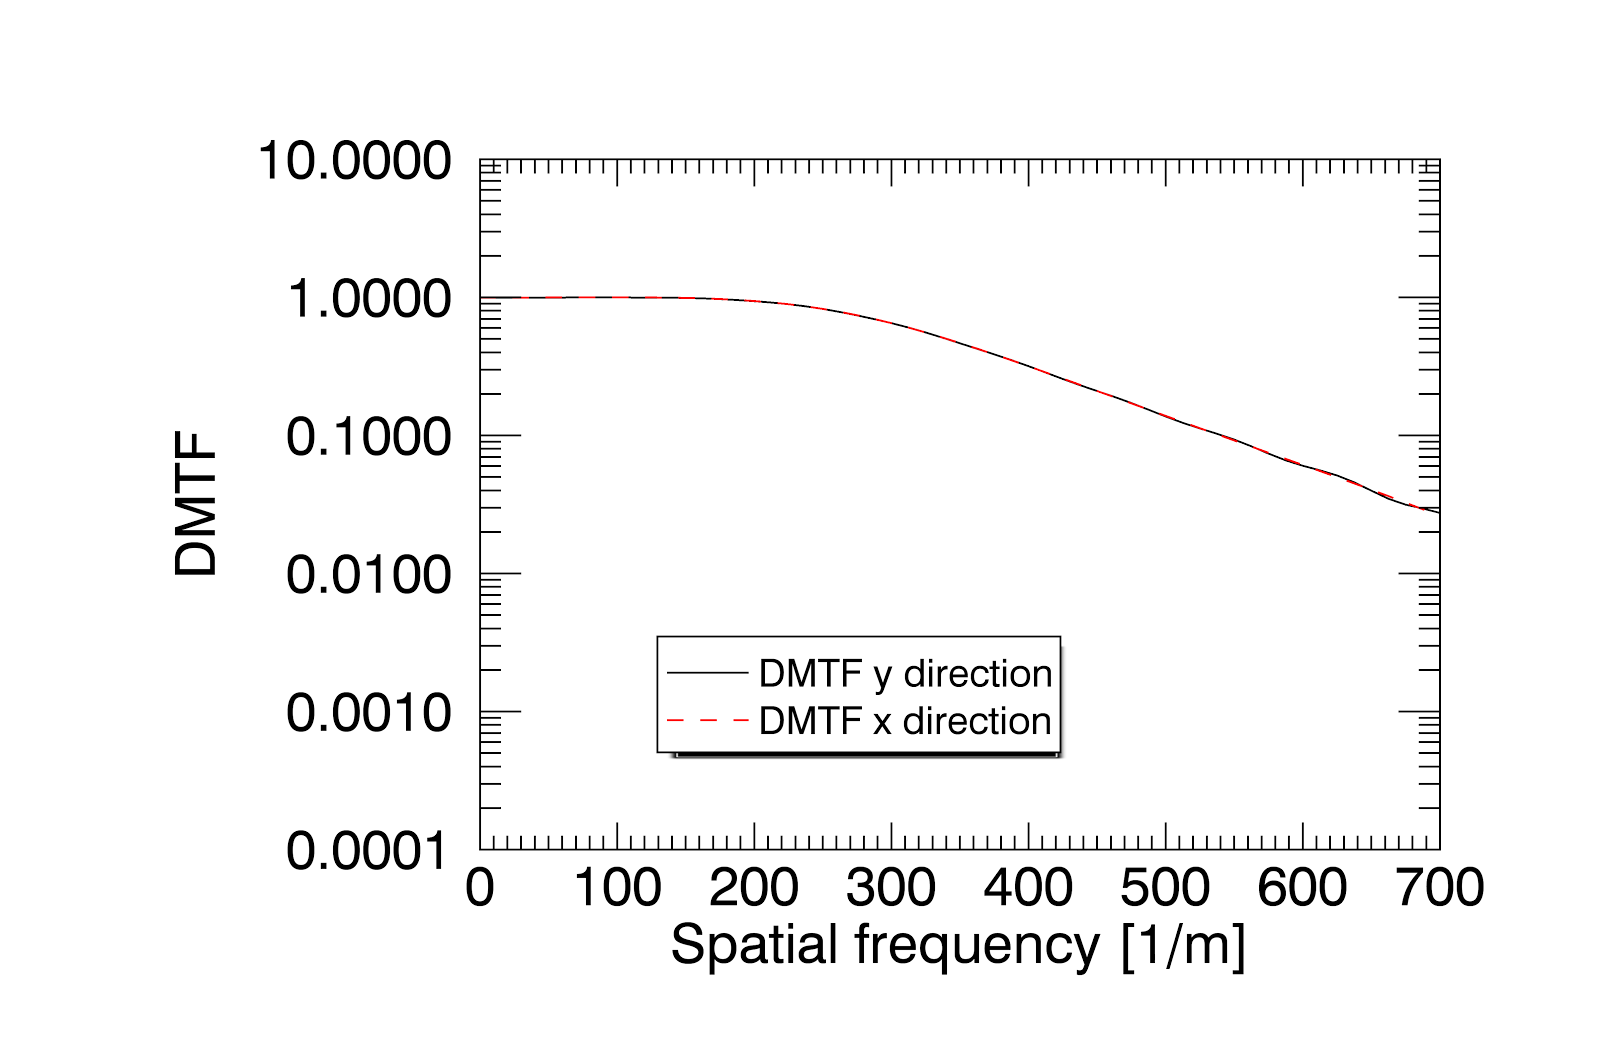 10.0000
1.0000
0.1000
0.0100
0.0010
0.0001
DMTF
DMTF y direction
DMTF x direction
0 100 200 300 400 500 600 700
Spatial frequency [1/m]